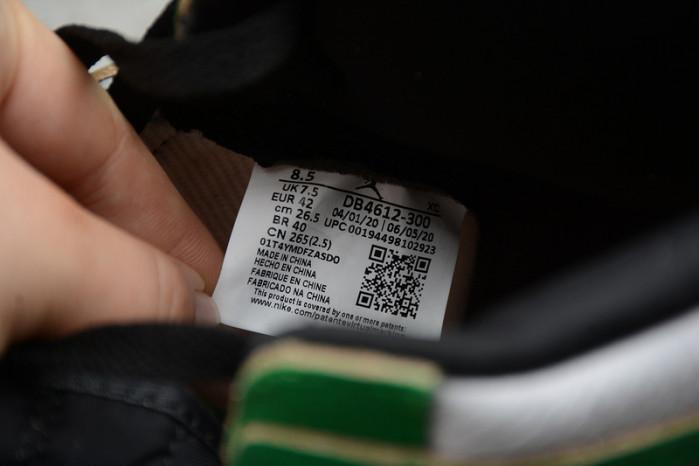 8.5 XC
UK 7.5 DB4612-300
EUR 42 04/01/20 | 06/05/20
cm 26.5 UPC 00194498102923
BR 40
CN 265(2.5)
01T4YMDFZASDO
MADE IN CHINA
HECHO EN CHINA
FABRIQUE EN CHINE
FABRICADO NA CHINA
This product is covered by one or more patents:
www.nike.com/patentsvirtual